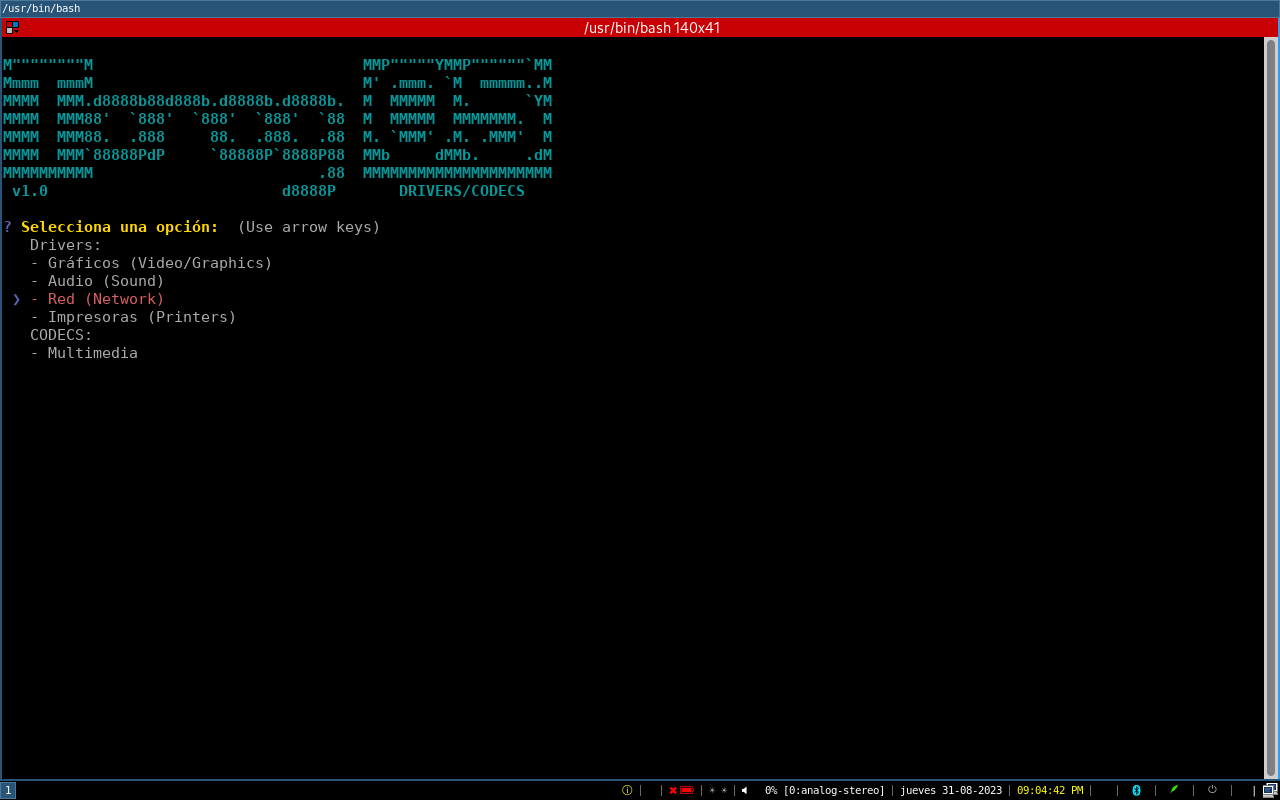 /usr/bin/bash
/usr/bin/bash 140x41
M""""""""M                              MMP"""""YMMP""""""`MM
Mmmm  mmmM                              M' .mmm. `M  mmmmm..M
MMMM  MMM.d8888b88d888b.d8888b.d8888b.  M  MMMMM  M.      `YM
MMMM  MMM88'  `888'  `888'  `888'  `88  M  MMMMM  MMMMMMM.  M
MMMM  MMM88.  .888     88.  .888.  .88  M. `MMM' .M. .MMM'  M
MMMM  MMM`88888PdP     `88888P`8888P88  MMb     dMMb.     .dM
MMMMMMMMMM                         .88  MMMMMMMMMMMMMMMMMMMMM
 v1.0                          d8888P       DRIVERS/CODECS
? Selecciona una opción:  (Use arrow keys)
   Drivers:
   - Gráficos (Video/Graphics)
   - Audio (Sound)
 ❯ - Red (Network)
   - Impresoras (Printers)
   CODECS:
   - Multimedia
1 0% [0:analog-stereo] | jueves 31-08-2023 | 09:04:42 PM |